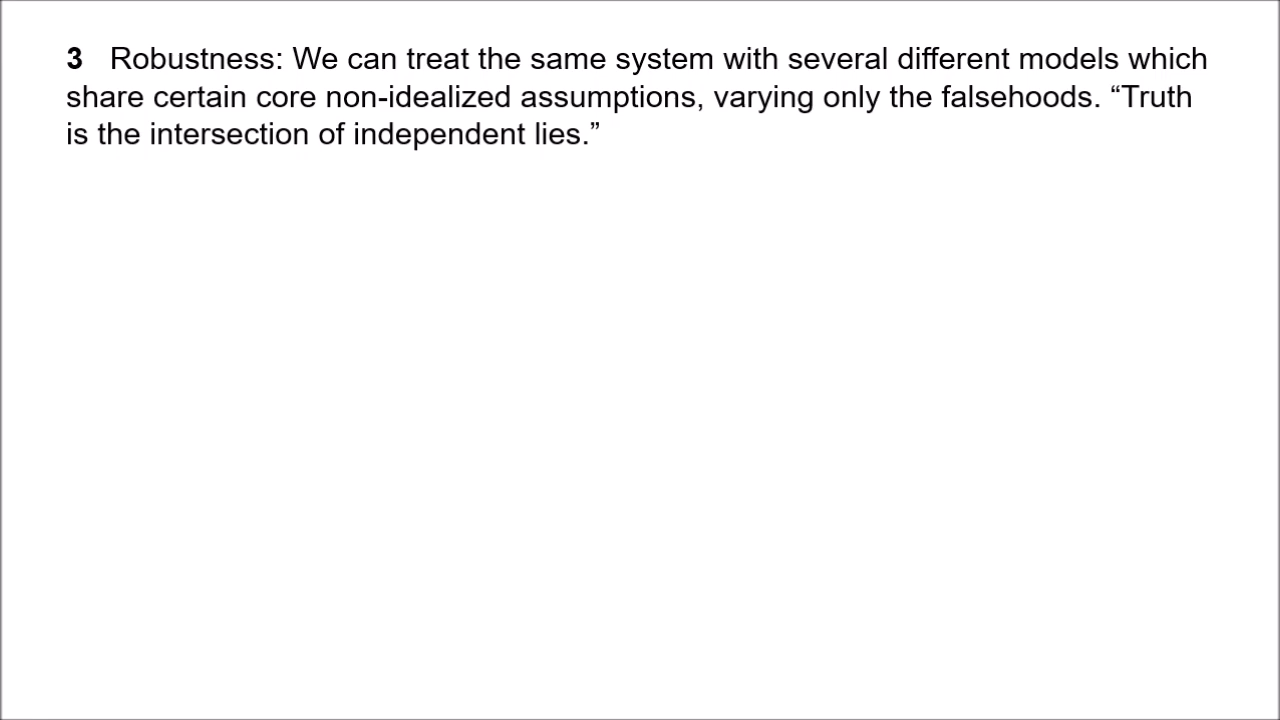 3 Robustness: We can treat the same system with several different models which
share certain core non-idealized assumptions, varying only the falsehoods. “Truth
is the intersection of independent lies.”